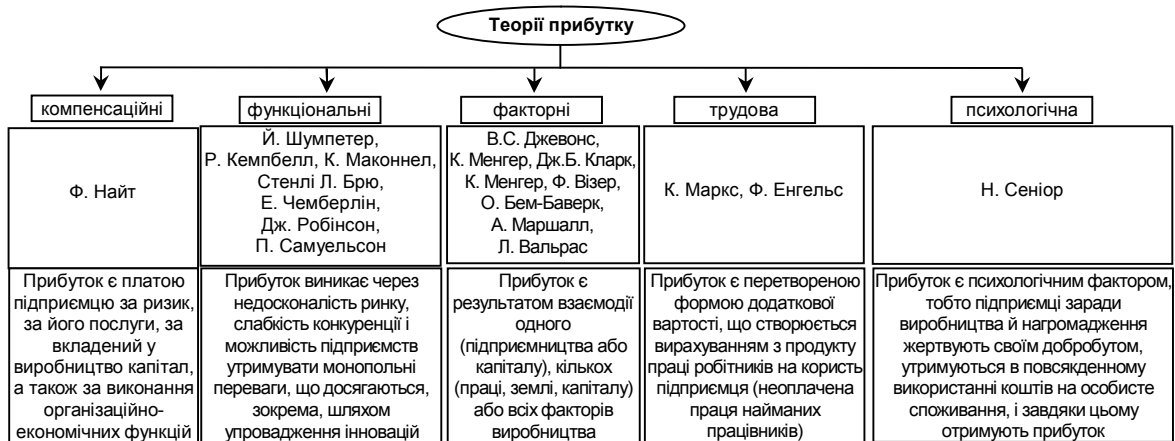 Теорії прибутку
компенсаційні
функціональні
факторні
трудова
психологічна
Ф. Найт
Й. Шумпетер,
Р. Кемпбелл, К. Маконнел,
Стенлі Л. Брю,
Е. Чемберлін,
Дж. Робінсон,
П. Самуельсон
В.С. Джевонс,
К. Менгер, Дж.Б. Кларк,
К. Менгер, Ф. Візер,
О. Бем-Баверк,
А. Маршалл,
Л. Вальрас
К. Маркс, Ф. Енгельс
Н. Сеніор
Прибуток є платою
підприємцю за ризик,
за його послуги, за
вкладений у
виробництво капітал,
а також за виконання
організаційно-
економічних функцій
Прибуток виникає через
недосконалість ринку,
слабкість конкуренції і
можливість підприємств
утримувати монопольні
переваги, що досягаються,
зокрема, шляхом
упровадження інновацій
Прибуток є
результатом взаємодії
одного
(підприємництва або
капіталу), кількох
(праці, землі, капіталу)
або всіх факторів
виробництва
Прибуток є перетвореною
формою додаткової
вартості, що створюється
вирахуванням з продукту
праці робітників на користь
підприємця (неоплачена
праця найманих
працівників)
Прибуток є психологічним фактором,
тобто підприємці заради
виробництва й нагромадження
жертвують своїм добробутом,
утримуються в повсякденному
використанні коштів на особисте
споживання, і завдяки цьому
отримують прибуток